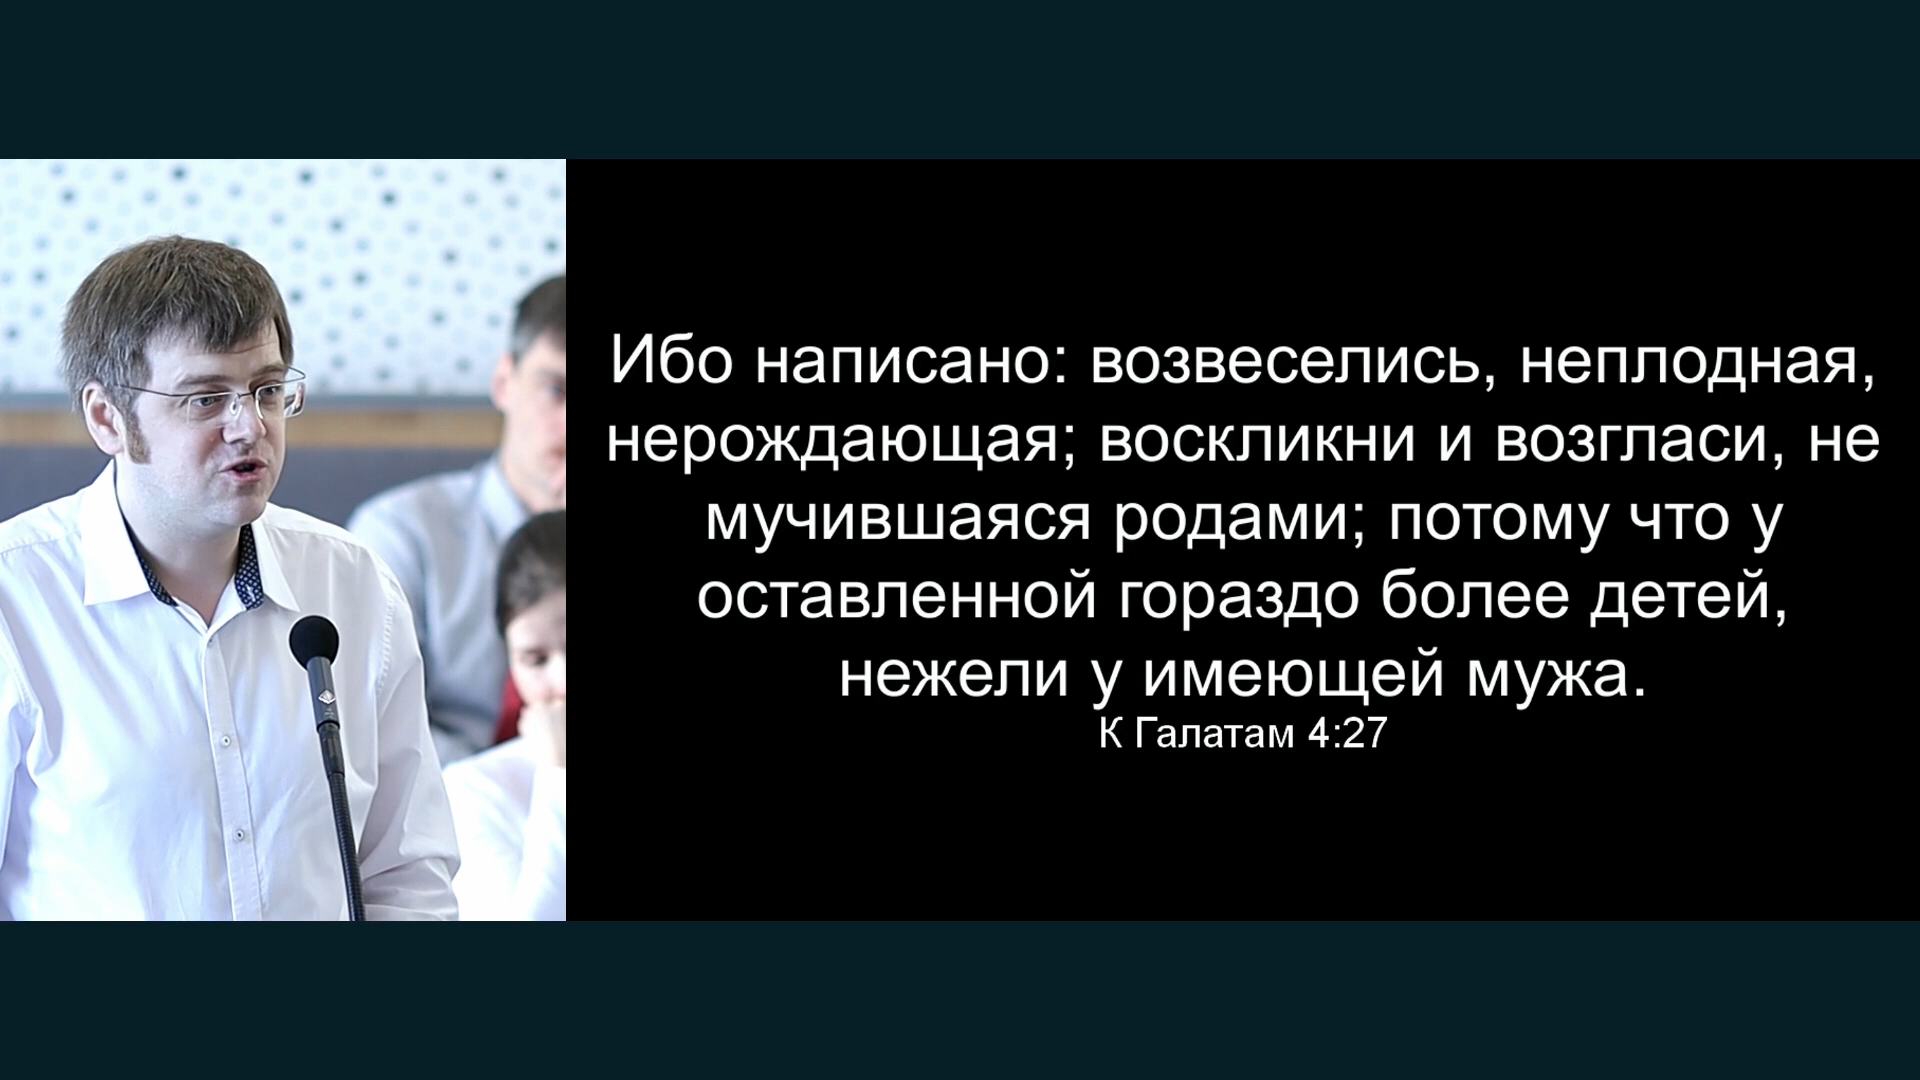 Ибо написано: возвеселись, неплодная,
нерождающая; воскликни и возгласи, не
мучившаяся родами; потому что у
оставленной гораздо более детей,
нежели у имеющей мужа.
К Галатам 4:27